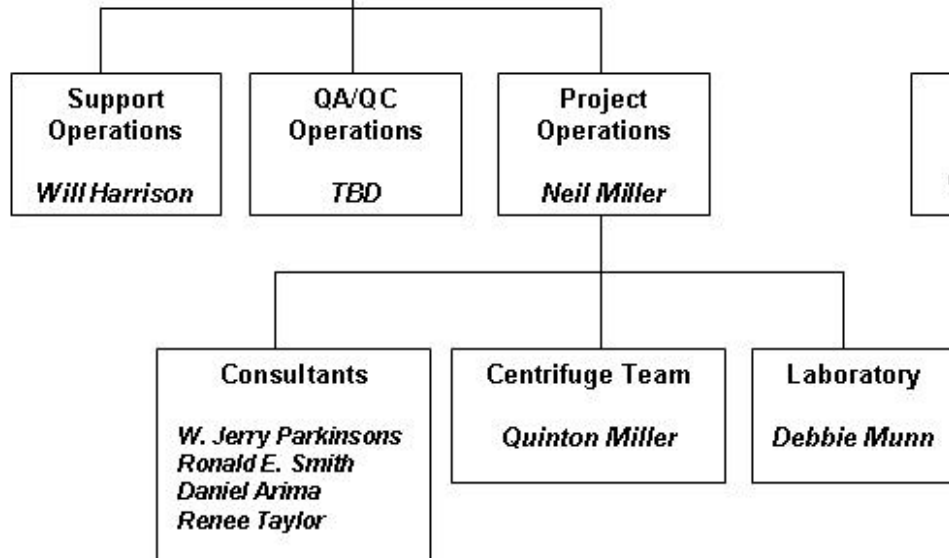 Support
Operations
Will Harrison
QA/QC
Operations
TBD
Project
Operations
Neil Miller
Consultants
W. Jerry Parkinsons
Ronald E. Smith
Daniel Arima
Renee Taylor
Centrifuge Team
Quinton Miller
Laboratory
Debbie Munn